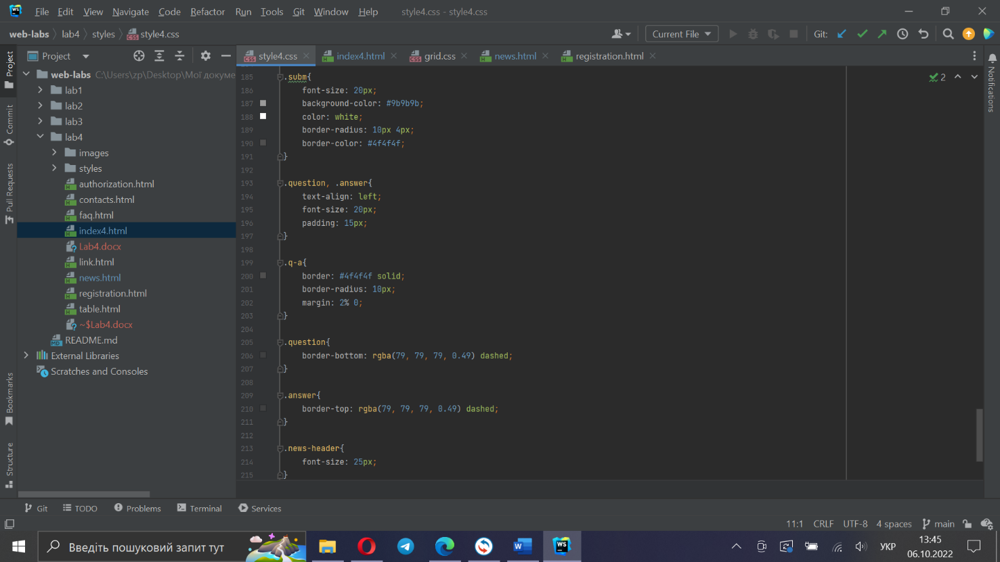 WS File Edit View Navigate Code Refactor Run Tools Git Window Help style4.css - style4.css
web-labs lab4 styles CSS style4.css Current File Git:
Project CSS style4.css H index4.html CSS grid.css H news.html H registration.html
Project
Commit
Pull Requests
Bookmarks
Structure
Notifications
web-labs C:\Users\zp\Desktop\Мої докуме
lab1
lab2
lab3
lab4
images
styles
authorization.html
contacts.html
faq.html
index4.html
Lab4.docx
link.html
news.html
registration.html
table.html
~$Lab4.docx
README.md
External Libraries
Scratches and Consoles
2
185 .subm{
186 font-size: 20px;
187 background-color: #9b9b9b;
188 color: white;
189 border-radius: 10px 4px;
190 border-color: #4f4f4f;
191 }
192
193 .question, .answer{
194 text-align: left;
195 font-size: 20px;
196 padding: 15px;
197 }
198
199 .q-a{
200 border: #4f4f4f solid;
201 border-radius: 10px;
202 margin: 2% 0;
203 }
204
205 .question{
206 border-bottom: rgba(79, 79, 79, 0.49) dashed;
207 }
208
209 .answer{
210 border-top: rgba(79, 79, 79, 0.49) dashed;
211 }
212
213 .news-header{
214 font-size: 25px;
215 }
Git TODO Problems Terminal Services
11:1 CRLF UTF-8 4 spaces main
Введіть пошуковий запит тут УКР 13:45
06.10.2022